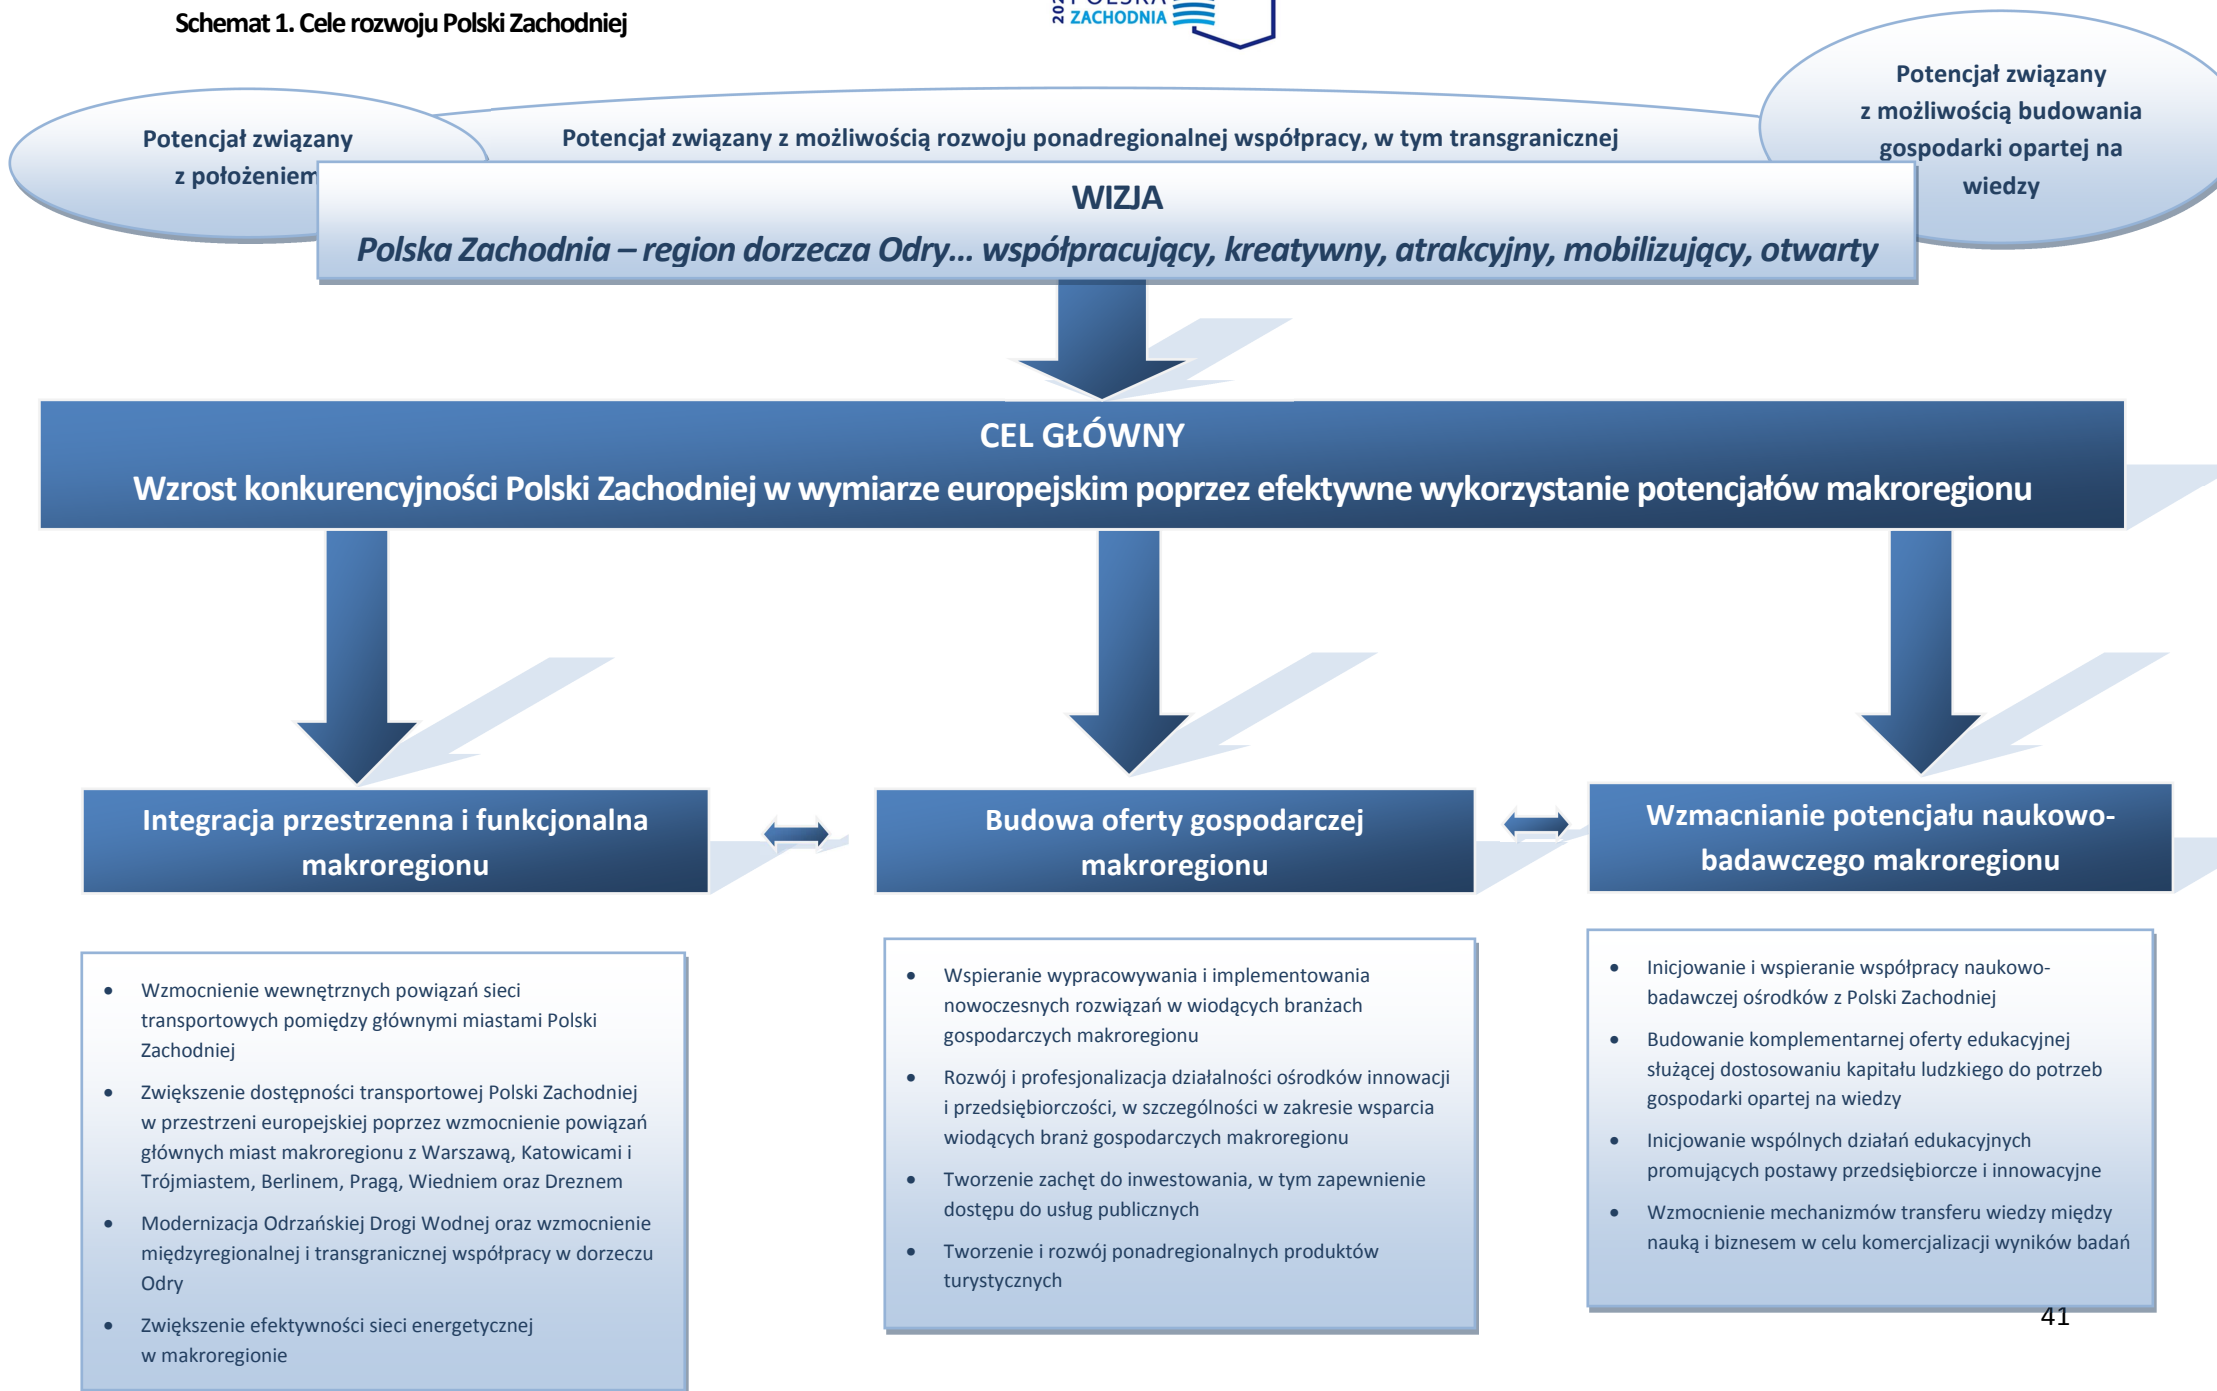 Schemat 1. Cele rozwoju Polski Zachodniej
ZACHODNIA
Potencjał związany
z położeniem
Potencjał związany z możliwością rozwoju ponadregionalnej współpracy, w tym transgranicznej
Potencjał związany
z możliwością budowania
gospodarki opartej na
wiedzy
WIZJA
Polska Zachodnia – region dorzecza Odry... współpracujący, kreatywny, atrakcyjny, mobilizujący, otwarty
CEL GŁÓWNY
Wzrost konkurencyjności Polski Zachodniej w wymiarze europejskim poprzez efektywne wykorzystanie potencjałów makroregionu
Integracja przestrzenna i funkcjonalna
makroregionu
Budowa oferty gospodarczej
makroregionu
Wzmacnianie potencjału naukowo-
badawczego makroregionu
• Wzmocnienie wewnętrznych powiązań sieci
transportowych pomiędzy głównymi miastami Polski
Zachodniej
• Zwiększenie dostępności transportowej Polski Zachodniej
w przestrzeni europejskiej poprzez wzmocnienie powiązań
głównych miast makroregionu z Warszawą, Katowicami i
Trójmiastem, Berlinem, Pragą, Wiedniem oraz Dreznem
• Modernizacja Odrzańskiej Drogi Wodnej oraz wzmocnienie
międzyregionalnej i transgranicznej współpracy w dorzeczu
Odry
• Zwiększenie efektywności sieci energetycznej
w makroregionie
• Wspieranie wypracowywania i implementowania
nowoczesnych rozwiązań w wiodących branżach
gospodarczych makroregionu
• Rozwój i profesjonalizacja działalności ośrodków innowacji
i przedsiębiorczości, w szczególności w zakresie wsparcia
wiodących branż gospodarczych makroregionu
• Tworzenie zachęt do inwestowania, w tym zapewnienie
dostępu do usług publicznych
• Tworzenie i rozwój ponadregionalnych produktów
turystycznych
• Inicjowanie i wspieranie współpracy naukowo-
badawczej ośrodków z Polski Zachodniej
• Budowanie komplementarnej oferty edukacyjnej
służącej dostosowaniu kapitału ludzkiego do potrzeb
gospodarki opartej na wiedzy
• Inicjowanie wspólnych działań edukacyjnych
promujących postawy przedsiębiorcze i innowacyjne
• Wzmocnienie mechanizmów transferu wiedzy między
nauką i biznesem w celu komercjalizacji wyników badań
41